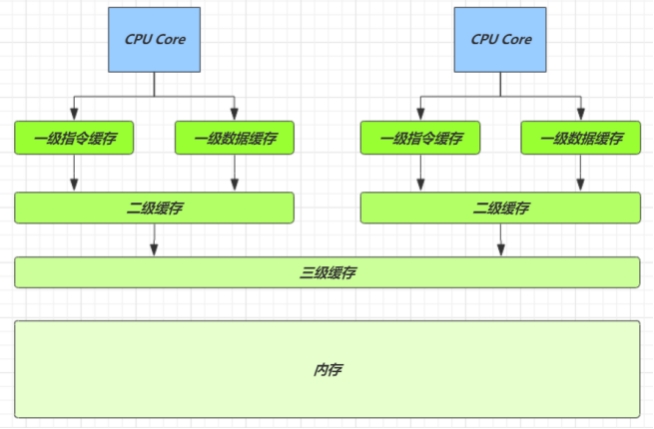 CPU Core
CPU Core
一级指令缓存
一级数据缓存
一级指令缓存
一级数据缓存
二级缓存
二级缓存
三级缓存
内存